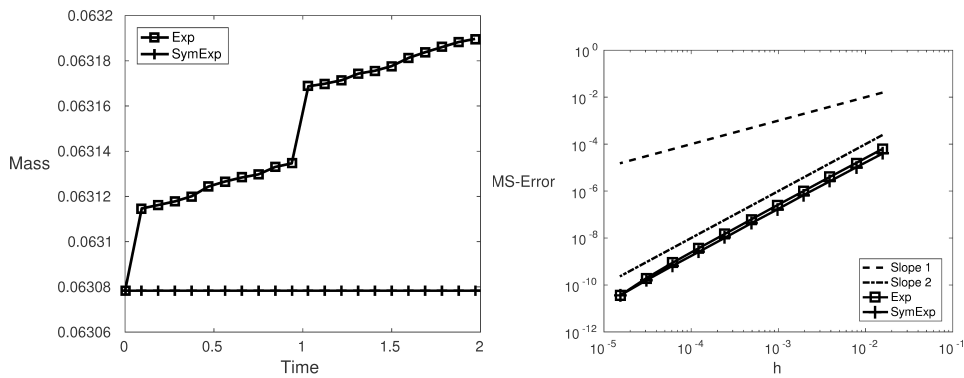 0.0632
0.06318
0.06316
0.06314
0.06312
0.0631
0.06308
0.06306
Mass
Exp
SymExp
0
0.5
1
1.5
2
Time
10^0
10^-2
10^-4
10^-6
10^-8
10^-10
10^-12
MS-Error
Slope 1
Slope 2
Exp
SymExp
10^-5
10^-4
10^-3
10^-2
10^-1
h